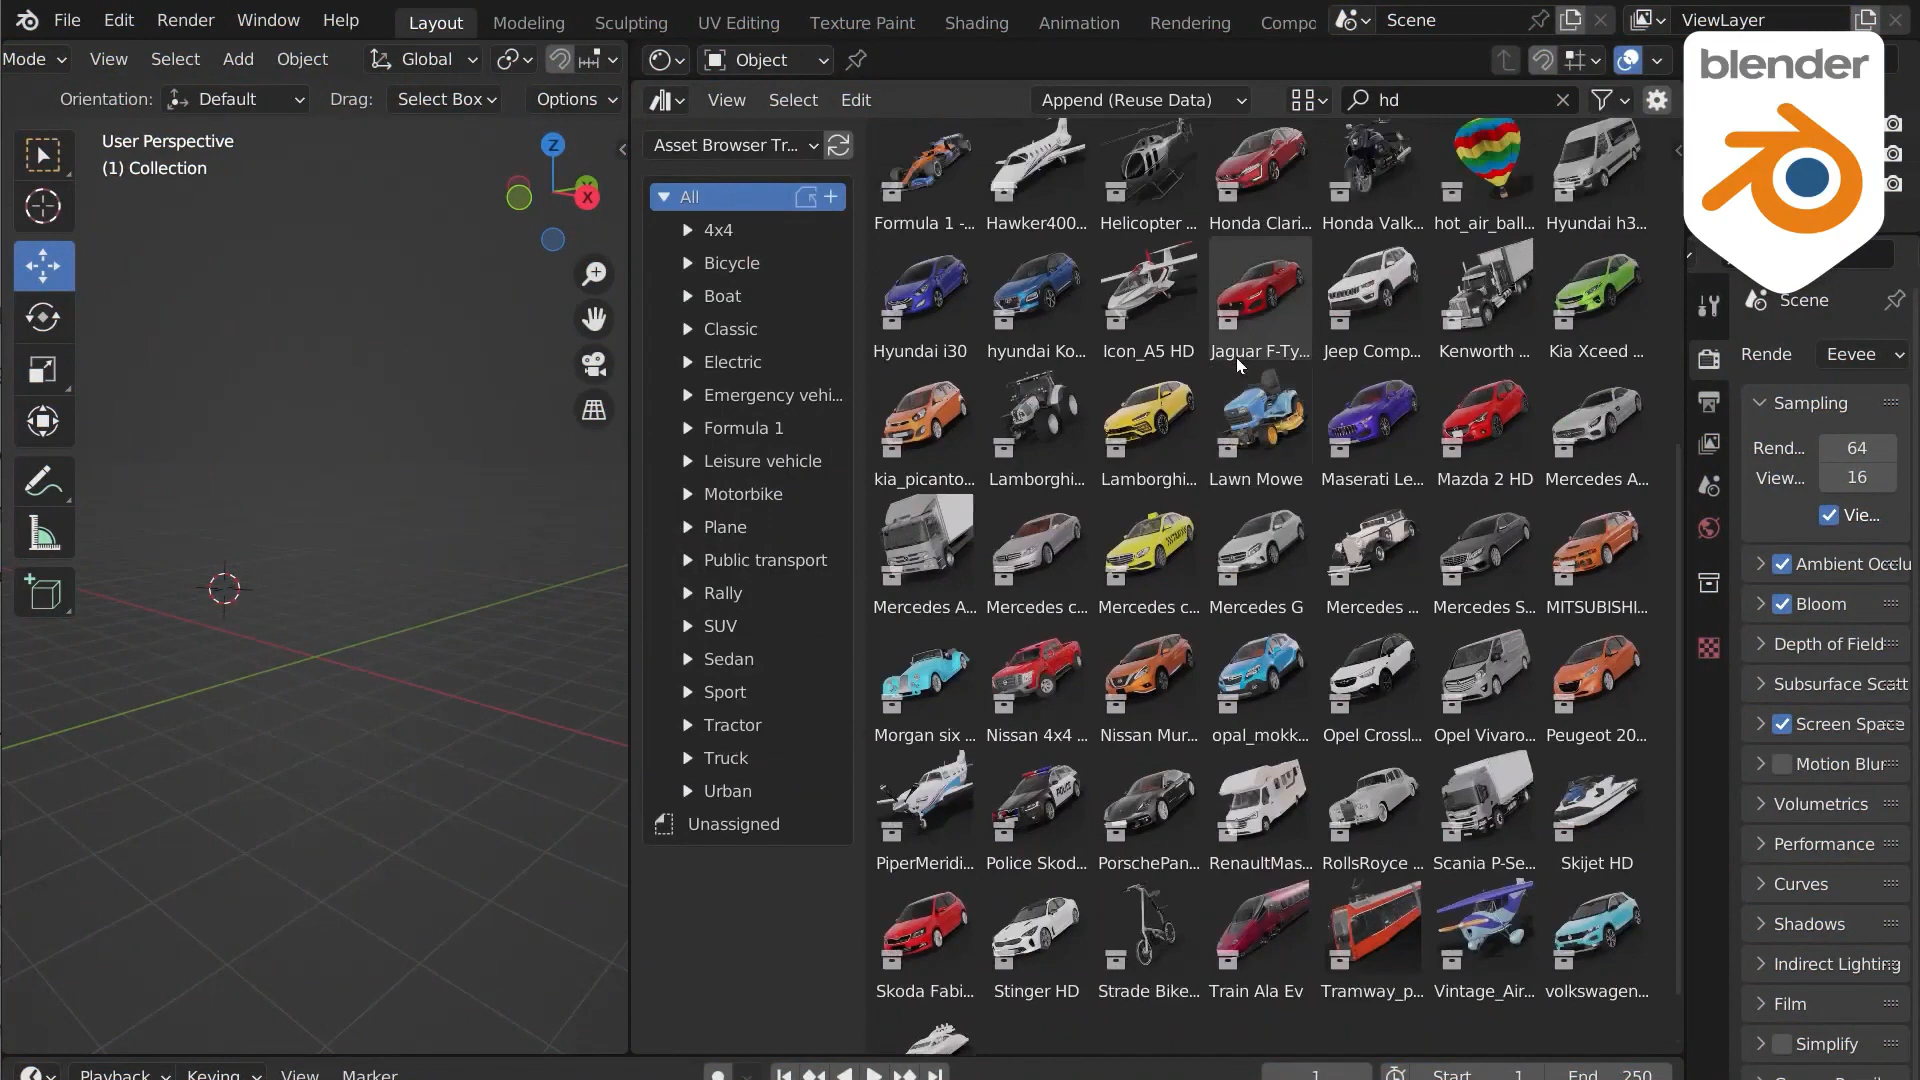 File Edit Render Window Help Layout Modeling Sculpting UV Editing Texture Paint Shading Animation Rendering Compo Scene ViewLayer
Mode View Select Add Object Global Object
Orientation: Default Drag: Select Box Options View Select Edit Append (Reuse Data) hd
blender
User Perspective
(1) Collection
Z
X
Asset Browser Tr...
All
4x4
Bicycle
Boat
Classic
Electric
Emergency vehi...
Formula 1
Leisure vehicle
Motorbike
Plane
Public transport
Rally
SUV
Sedan
Sport
Tractor
Truck
Urban
Unassigned
Formula 1 -... Hawker400... Helicopter ... Honda Clari... Honda Valk... hot_air_ball... Hyundai h3...
Hyundai i30 hyundai Ko... Icon_A5 HD Jaguar F-Ty... Jeep Comp... Kenworth ... Kia Xceed ...
kia_picanto... Lamborghi... Lamborghi... Lawn Mowe Maserati Le... Mazda 2 HD Mercedes A...
Mercedes A... Mercedes c... Mercedes c... Mercedes G Mercedes ... Mercedes S... MITSUBISHI...
Morgan six ... Nissan 4x4 ... Nissan Mur... opal_mokk... Opel Crossl... Opel Vivaro... Peugeot 20...
POLICE
PiperMeridi... Police Skod... PorschePan... RenaultMas... RollsRoyce ... Scania P-Se... Skijet HD
Skoda Fabi... Stinger HD Strade Bike... Train Ala Ev Tramway_p... Vintage_Air... volkswagen...
Scene
Rende Eevee
Sampling
Rend... 64
View... 16
Vie...
Ambient Occlu
Bloom
Depth of Field
Subsurface Scatt
Screen Space
Motion Blur
Volumetrics
Performance
Curves
Shadows
Indirect Lighting
Film
Simplify
Playback Keying View Marker 1 Start 1 End 250